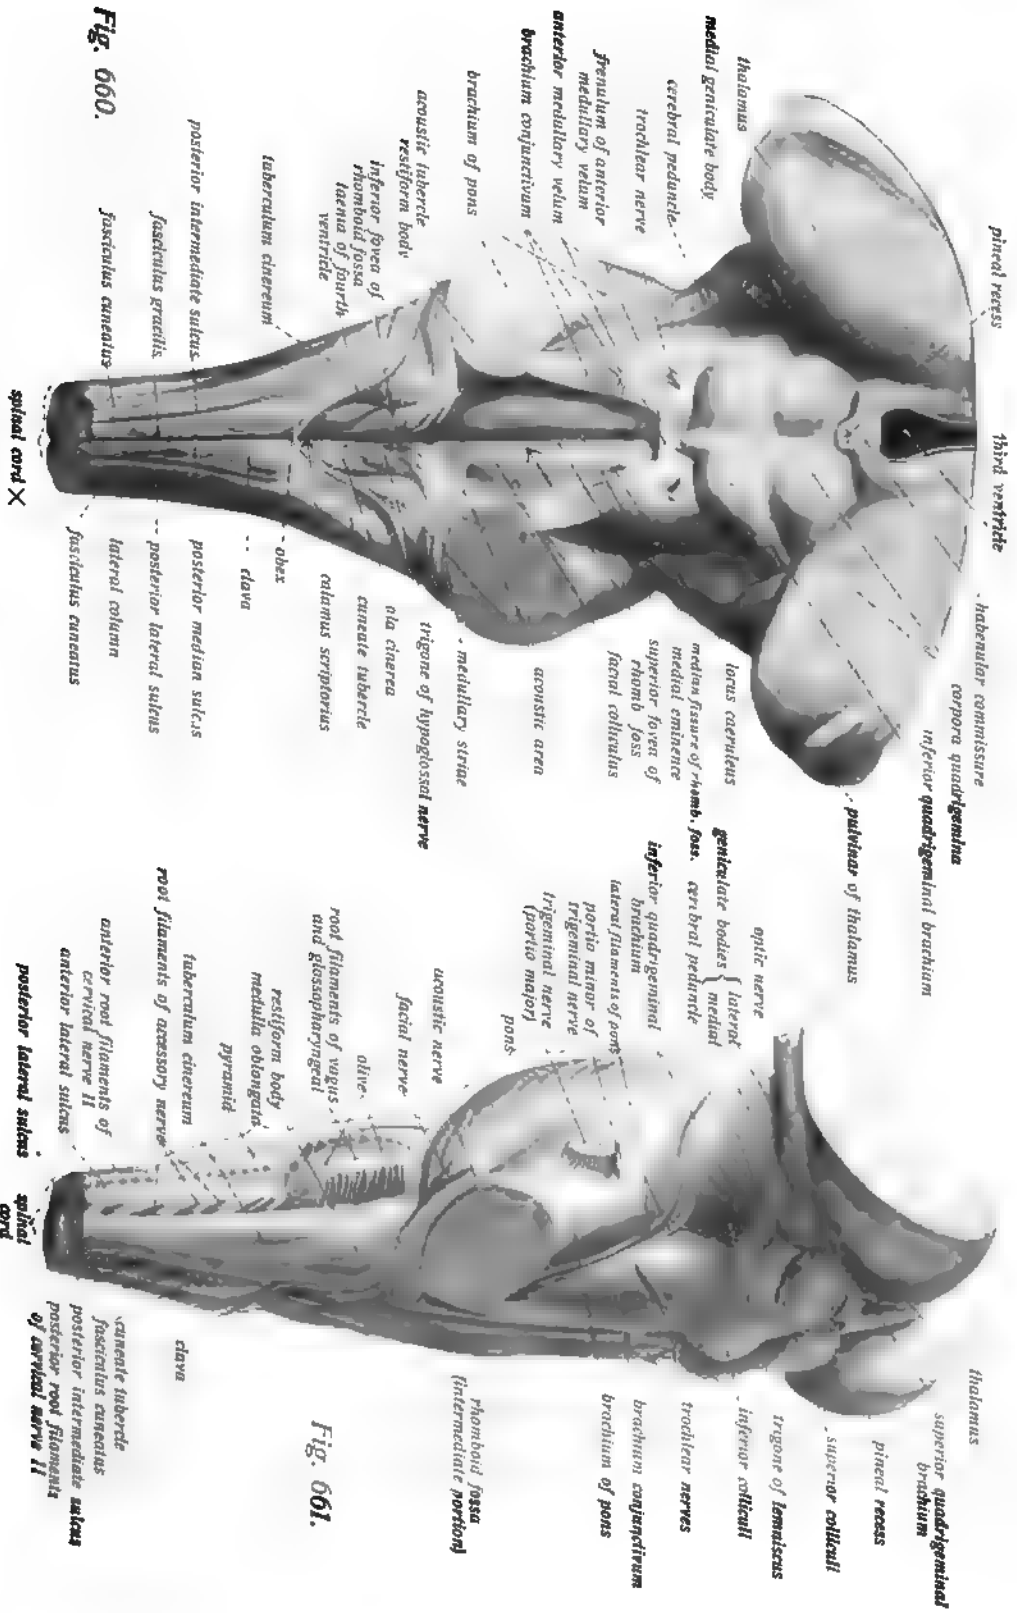 Fig. 660.
thalamus
medial geniculate body
cerebral peduncle
trochlear nerve
frenulum of anterior
medullary velum
anterior medullary velum
brachium conjunctivum
brachium of pons
acoustic tubercle
restiform body
inferior fovea of
rhomboid fossa
taenia of fourth
ventricle
tuberculum cinereum
posterior intermediate sulcus
fasciculus gracilis
fasciculus cuneatus
spinal cord X
pineal recess
third ventricle
habenular commissure
corpora quadrigemina
inferior quadrigeminal brachium
pulvinar of thalamus
locus caeruleus
median fissure of rhomb. foss.
medial eminence
superior fovea of
rhomb foss
facial colliculus
acoustic area
medullary striae
trigone of hypoglossal nerve
ala cinerea
cuneate tubercle
calamus scriptorius
obex
clava
posterior median sulcus
posterior lateral sulcus
lateral column
fasciculus cuneatus
optic nerve
geniculate bodies { lateral
medial
cerebral peduncle
inferior quadrigeminal
brachium
lateral filaments of pons
portio minor of
trigeminal nerve
trigeminal nerve
(portio major)
pons
acoustic nerve
facial nerve
olive
root filaments of vagus
and glossopharyngeal
restiform body
medulla oblongata
pyramid
tuberculum cinereum
root filaments of accessory nerve
anterior root filaments of
cervical nerve II
anterior lateral sulcus
posterior lateral sulcus
spinal
cord
thalamus
superior quadrigeminal
brachium
pineal recess
superior colliculi
trigone of lemniscus
inferior colliculi
trochlear nerves
brachium conjunctivum
brachium of pons
rhomboid fossa
(intermediate portion)
Fig. 661.
clava
cuneate tubercle
fasciculus cuneatus
posterior intermediate sulcus
posterior root filaments
of cervical nerve II